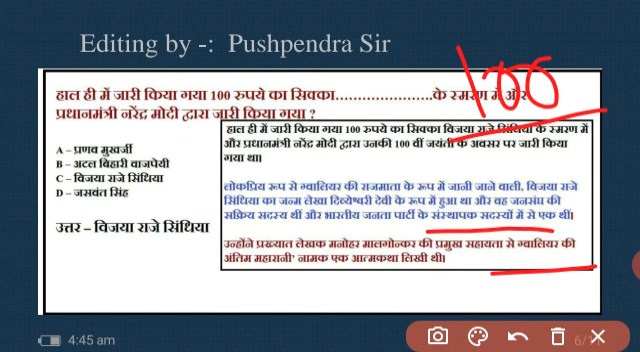 Editing by -: Pushpendra Sir
100
हाल ही में जारी किया गया 100 रुपये का सिक्का.....................के स्मरण में और
प्रधानमंत्री नरेंद्र मोदी द्वारा जारी किया गया ?
A – प्रणव मुखर्जी
B – अटल बिहारी वाजपेयी
C – विजया राजे सिंधिया
D – जसवंत सिंह
उत्तर – विजया राजे सिंधिया
हाल ही में जारी किया गया 100 रुपये का सिक्का विजया राजे सिंधिया के स्मरण में
और प्रधानमंत्री नरेंद्र मोदी द्वारा उनकी 100 वीं जयंती के अवसर पर जारी किया
गया था।
लोकप्रिय रूप से ग्वालियर की राजमाता के रूप में जानी जाने वाली, विजया राजे
सिंधिया का जन्म लेखा दिव्येश्वरी देवी के रूप में हुआ था और वह जनसंघ की
सक्रिय सदस्य थीं और भारतीय जनता पार्टी के संस्थापक सदस्यों में से एक थीं।
उन्होंने प्रख्यात लेखक मनोहर मालगोन्कर की प्रमुख सहायता से ग्वालियर की
अंतिम महारानी' नामक एक आत्मकथा लिखी थी।
4:45 am
6/1